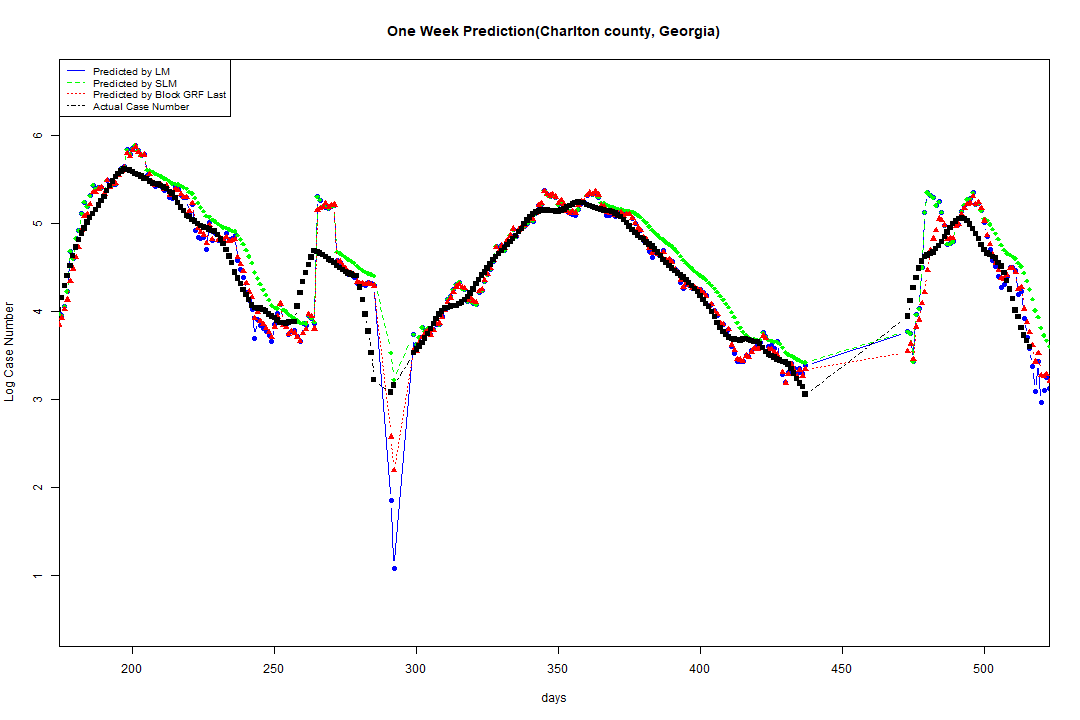 One Week Prediction(Charlton county, Georgia)
Predicted by LM
Predicted by SLM
Predicted by Block GRF Last
Actual Case Number
6
5
4
3
2
1
Log Case Number
200 250 300 350 400 450 500
days